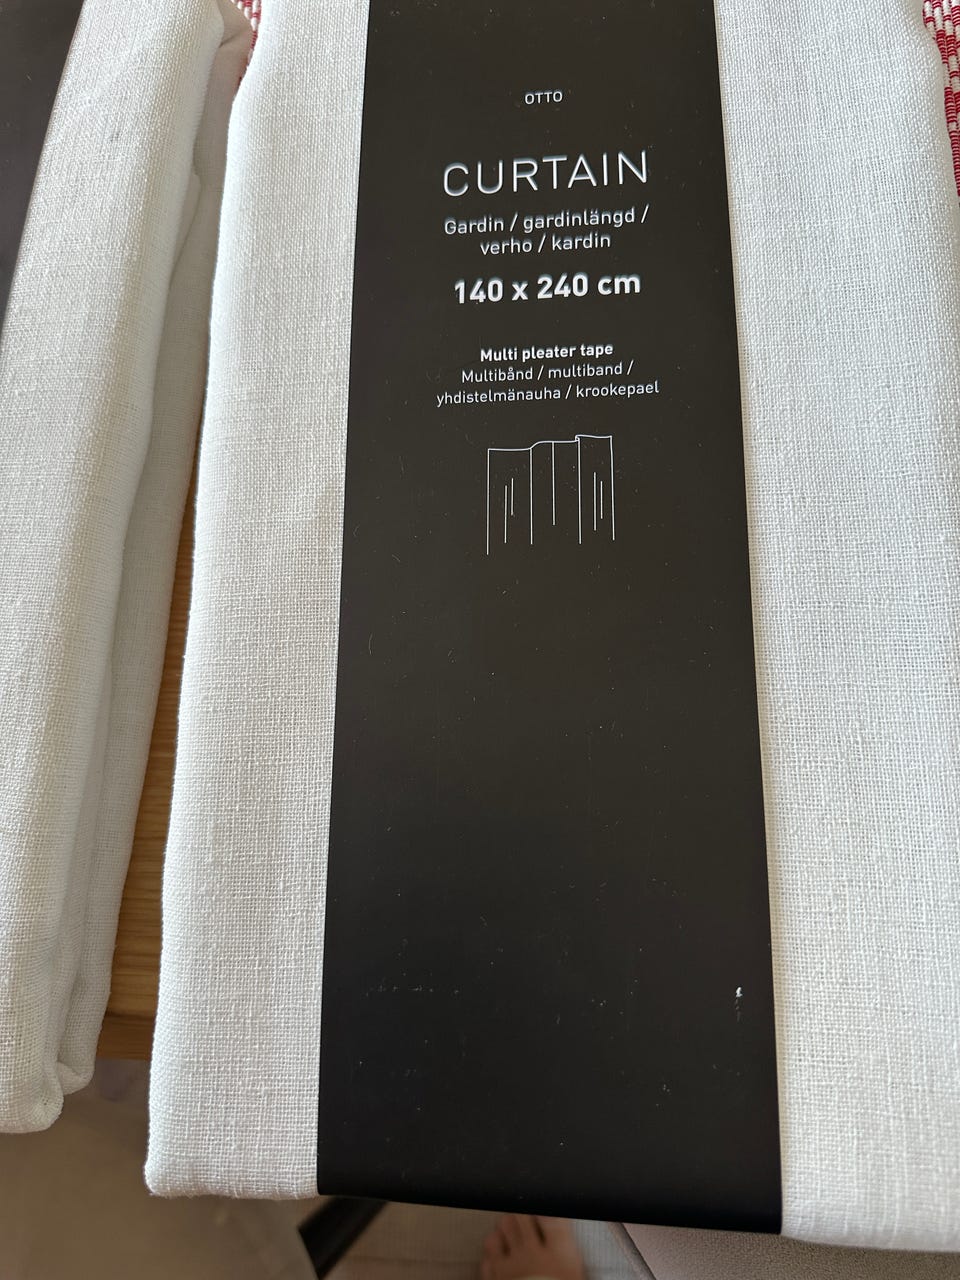 OTTO
CURTAIN
Gardin / gardinlängd /
verho / kardin
140 x 240 cm
Multi pleater tape
Multibånd / multiband /
yhdistelmänauha / krookepael